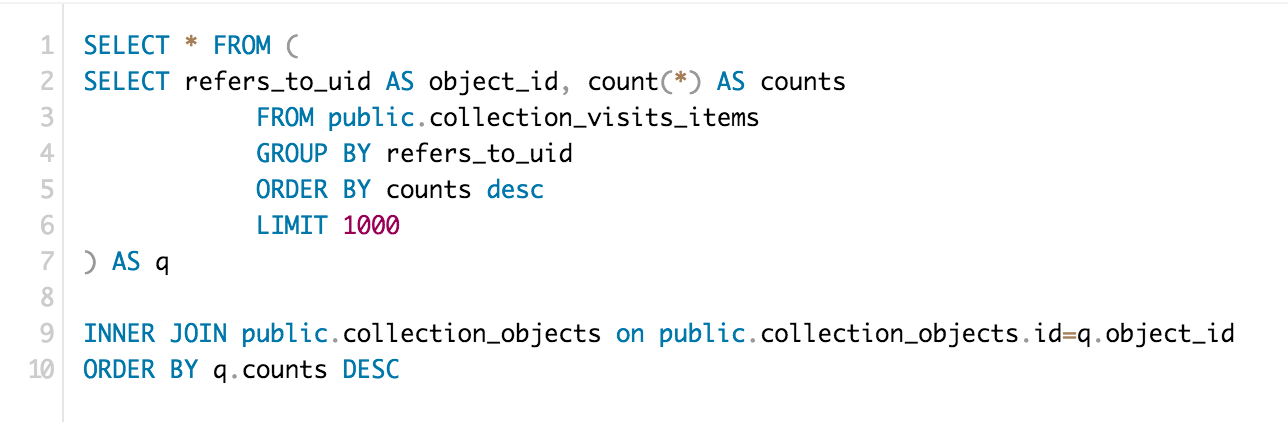 1 SELECT * FROM (
2 SELECT refers_to_uid AS object_id, count(*) AS counts
3 FROM public.collection_visits_items
4 GROUP BY refers_to_uid
5 ORDER BY counts desc
6 LIMIT 1000
7 ) AS q
8
9 INNER JOIN public.collection_objects on public.collection_objects.id=q.object_id
10 ORDER BY q.counts DESC